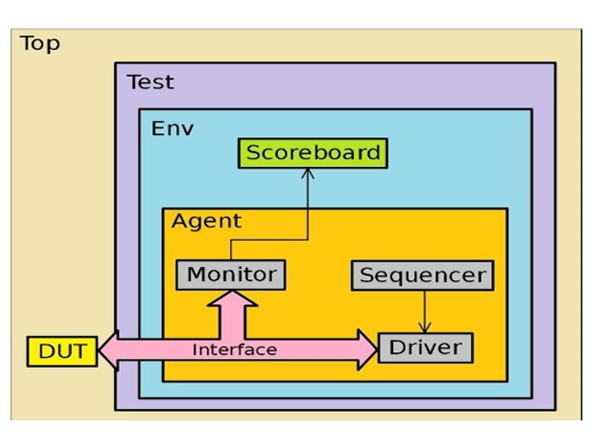 Top
Test
Env
Scoreboard
Agent
Monitor
Sequencer
DUT
Interface
Driver